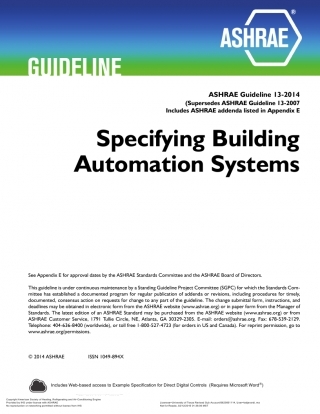 ASHRAE®
GUIDELINE
ASHRAE Guideline 13-2014
(Supersedes ASHRAE Guideline 13-2007
Includes ASHRAE addenda listed in Appendix E
Specifying Building
Automation Systems
See Appendix E for approval dates by the ASHRAE Standards Committee and the ASHRAE Board of Directors.
This guideline is under continuous maintenance by a Standing Guideline Project Committee (SGPC) for which the Standards Com-
mittee has established a documented program for regular publication of addenda or revisions, including procedures for timely,
documented, consensus action on requests for change to any part of the guideline. The change submittal form, instructions, and
deadlines may be obtained in electronic form from the ASHRAE website (www.ashrae.org) or in paper form from the Manager of
Standards. The latest edition of an ASHRAE Standard may be purchased from the ASHRAE website (www.ashrae.org) or from
ASHRAE Customer Service, 1791 Tullie Circle, NE, Atlanta, GA 30329-2305. E-mail: orders@ashrae.org. Fax: 678-539-2129.
Telephone: 404-636-8400 (worldwide), or toll free 1-800-527-4723 (for orders in US and Canada). For reprint permission, go to
www.ashrae.org/permissions.
© 2014 ASHRAE ISSN 1049-894X
Includes Web-based access to Example Specification for Direct Digital Controls (Requires Microsoft Word®)